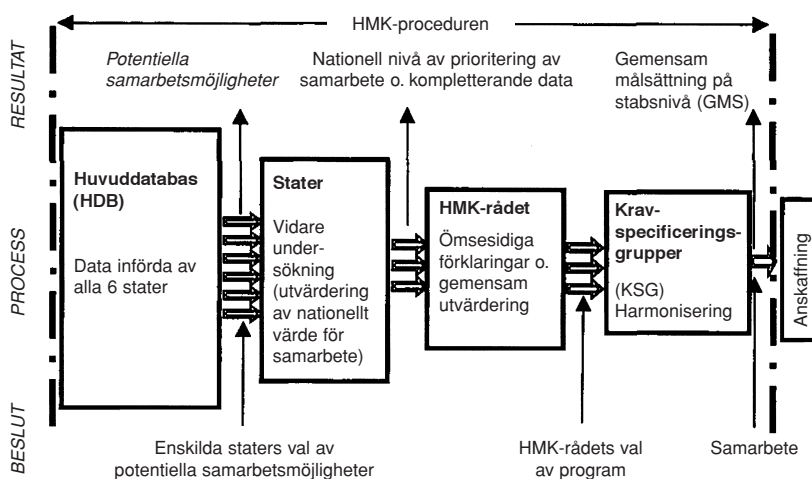 HMK-proceduren
RESULTAT
Potentiella
samarbetsmöjligheter
Nationell nivå av prioritering av
samarbete o. kompletterande data
Gemensam
målsättning på
stabsnivå (GMS)
PROCESS
Huvuddatabas
(HDB)
Data införda av
alla 6 stater
Stater
Vidare
under-
sökning
(utvärdering
av nationellt
värde för
samarbete)
HMK-rådet
Ömsesidiga
förklaringar o.
gemensam
utvärdering
Krav-
specificerings-
grupper
(KSG)
Harmonisering
Anskaffning
BESLUT
Enskilda staters val av
potentiella samarbetsmöjligheter
HMK-rådets val
av program
Samarbete